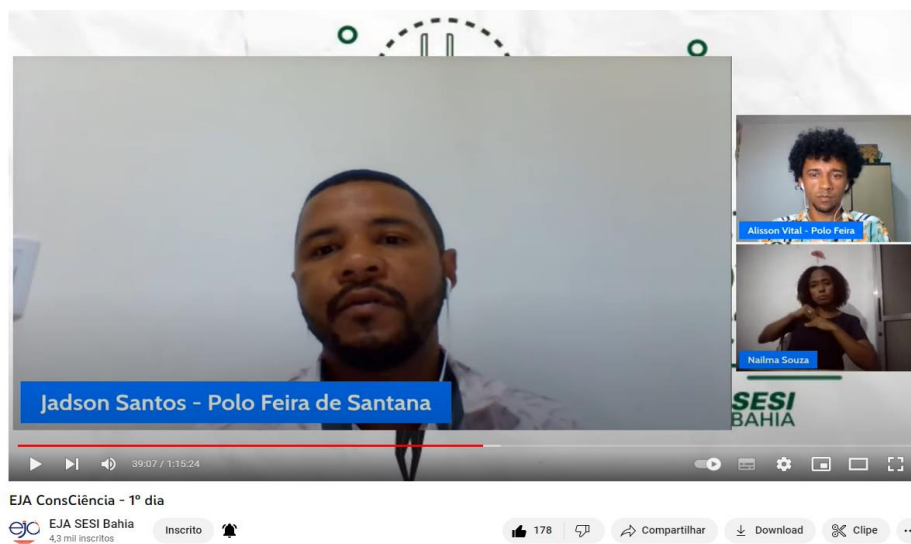 Alisson Vital - Polo Feira
Nailma Souza
Jadson Santos - Polo Feira de Santana
SESI
BAHIA
39:07 / 1:15:24
EJA ConsCiência - 1º dia
eja
EJA SESI Bahia
4,3 mil inscritos
Inscrito
178
Compartilhar
Download
Clipe